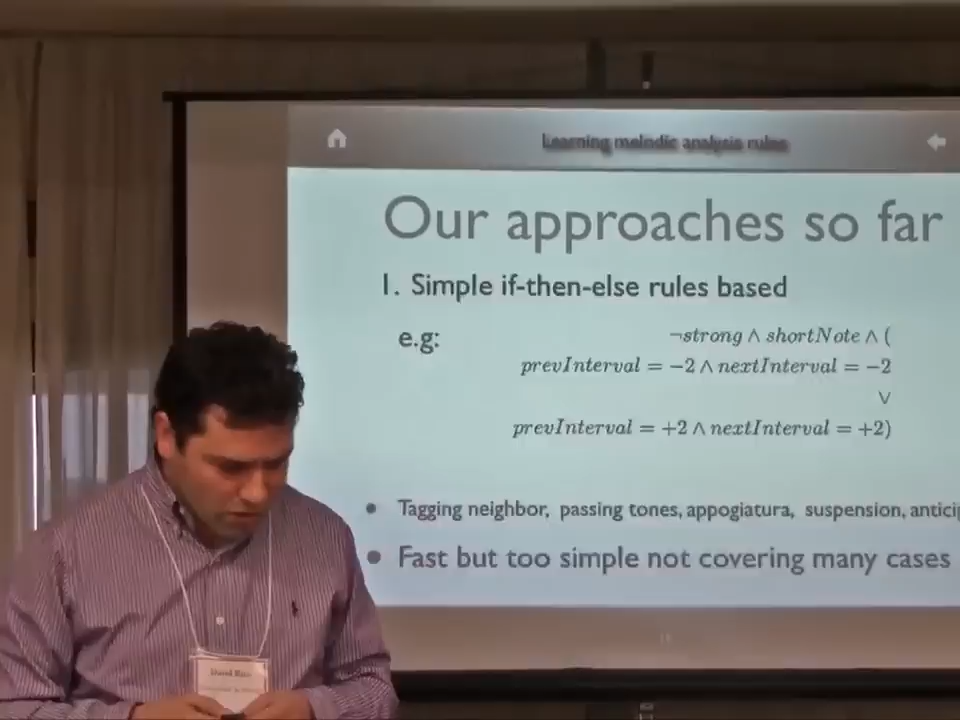 Learning melodic analysis rules
Our approaches so far
1. Simple if-then-else rules based
e.g:
¬strong ∧ shortNote ∧ (
prevInterval = −2 ∧ nextInterval = −2
∨
prevInterval = +2 ∧ nextInterval = +2)
• Tagging neighbor, passing tones, appogiatura, suspension, anticip
• Fast but too simple not covering many cases
David